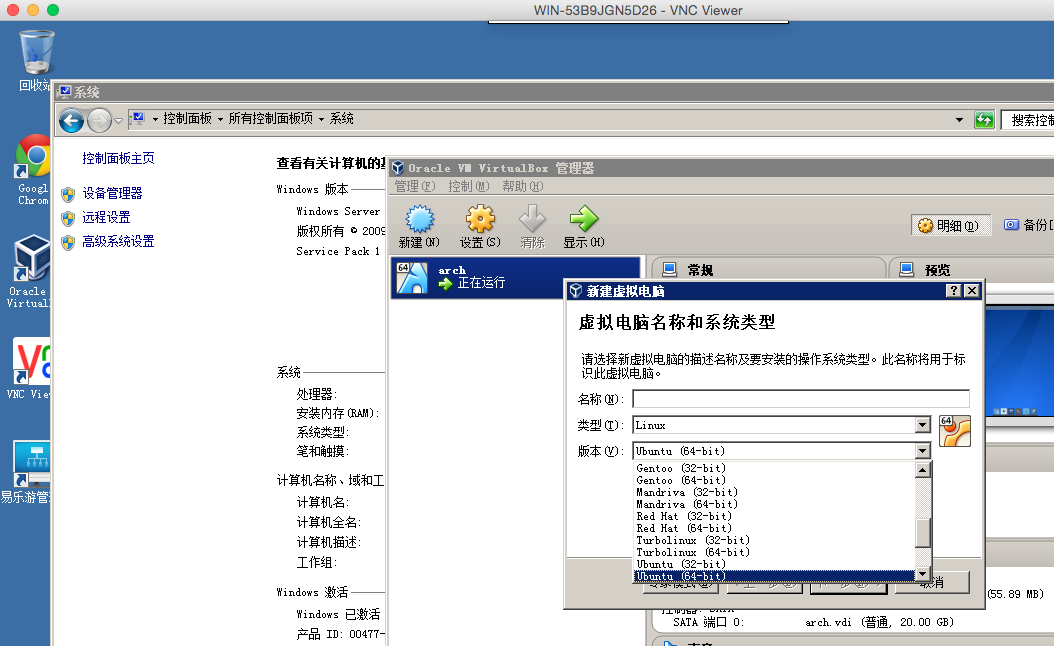 WIN-53B9JGN5D26 - VNC Viewer
回收站
系统
控制面板 所有控制面板项 系统
搜索控制
控制面板主页
设备管理器
远程设置
高级系统设置
Googl
Chrom
Oracle
Virtual
VNC Vie
易乐游管
查看有关计算机的基
Windows 版本
Windows Server
版权所有 © 2009
Service Pack 1
系统
处理器:
安装内存(RAM):
系统类型:
笔和触摸:
计算机名称、域和工
计算机名:
计算机全名:
计算机描述:
工作组:
Windows 激活
Windows 已激活
产品 ID: 00477-
Oracle VM VirtualBox 管理器
管理(F) 控制(M) 帮助(H)
新建(N) 设置(S) 清除 显示(H)
明细(D) 备份[
64 arch
正在运行
常规
预览
新建虚拟电脑
虚拟电脑名称和系统类型
请选择新虚拟电脑的描述名称及要安装的操作系统类型。此名称将用于标
识此虚拟电脑。
名称(N):
类型(T): Linux
64
版本(V): Ubuntu (64-bit)
Gentoo (32-bit)
Gentoo (64-bit)
Mandriva (32-bit)
Mandriva (64-bit)
Red Hat (32-bit)
Red Hat (64-bit)
Turbolinux (32-bit)
Turbolinux (64-bit)
Ubuntu (32-bit)
Ubuntu (64-bit)
取消
(55.89 MB)
控制器: SATA
SATA 端口 0: arch.vdi (普通, 20.00 GB)